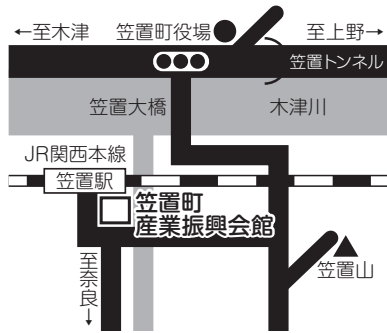 ←至木津
笠置町役場
至上野→
笠置トンネル
笠置大橋
木津川
JR関西本線
笠置駅
笠置町
産業振興会館
笠置山
至奈良↓